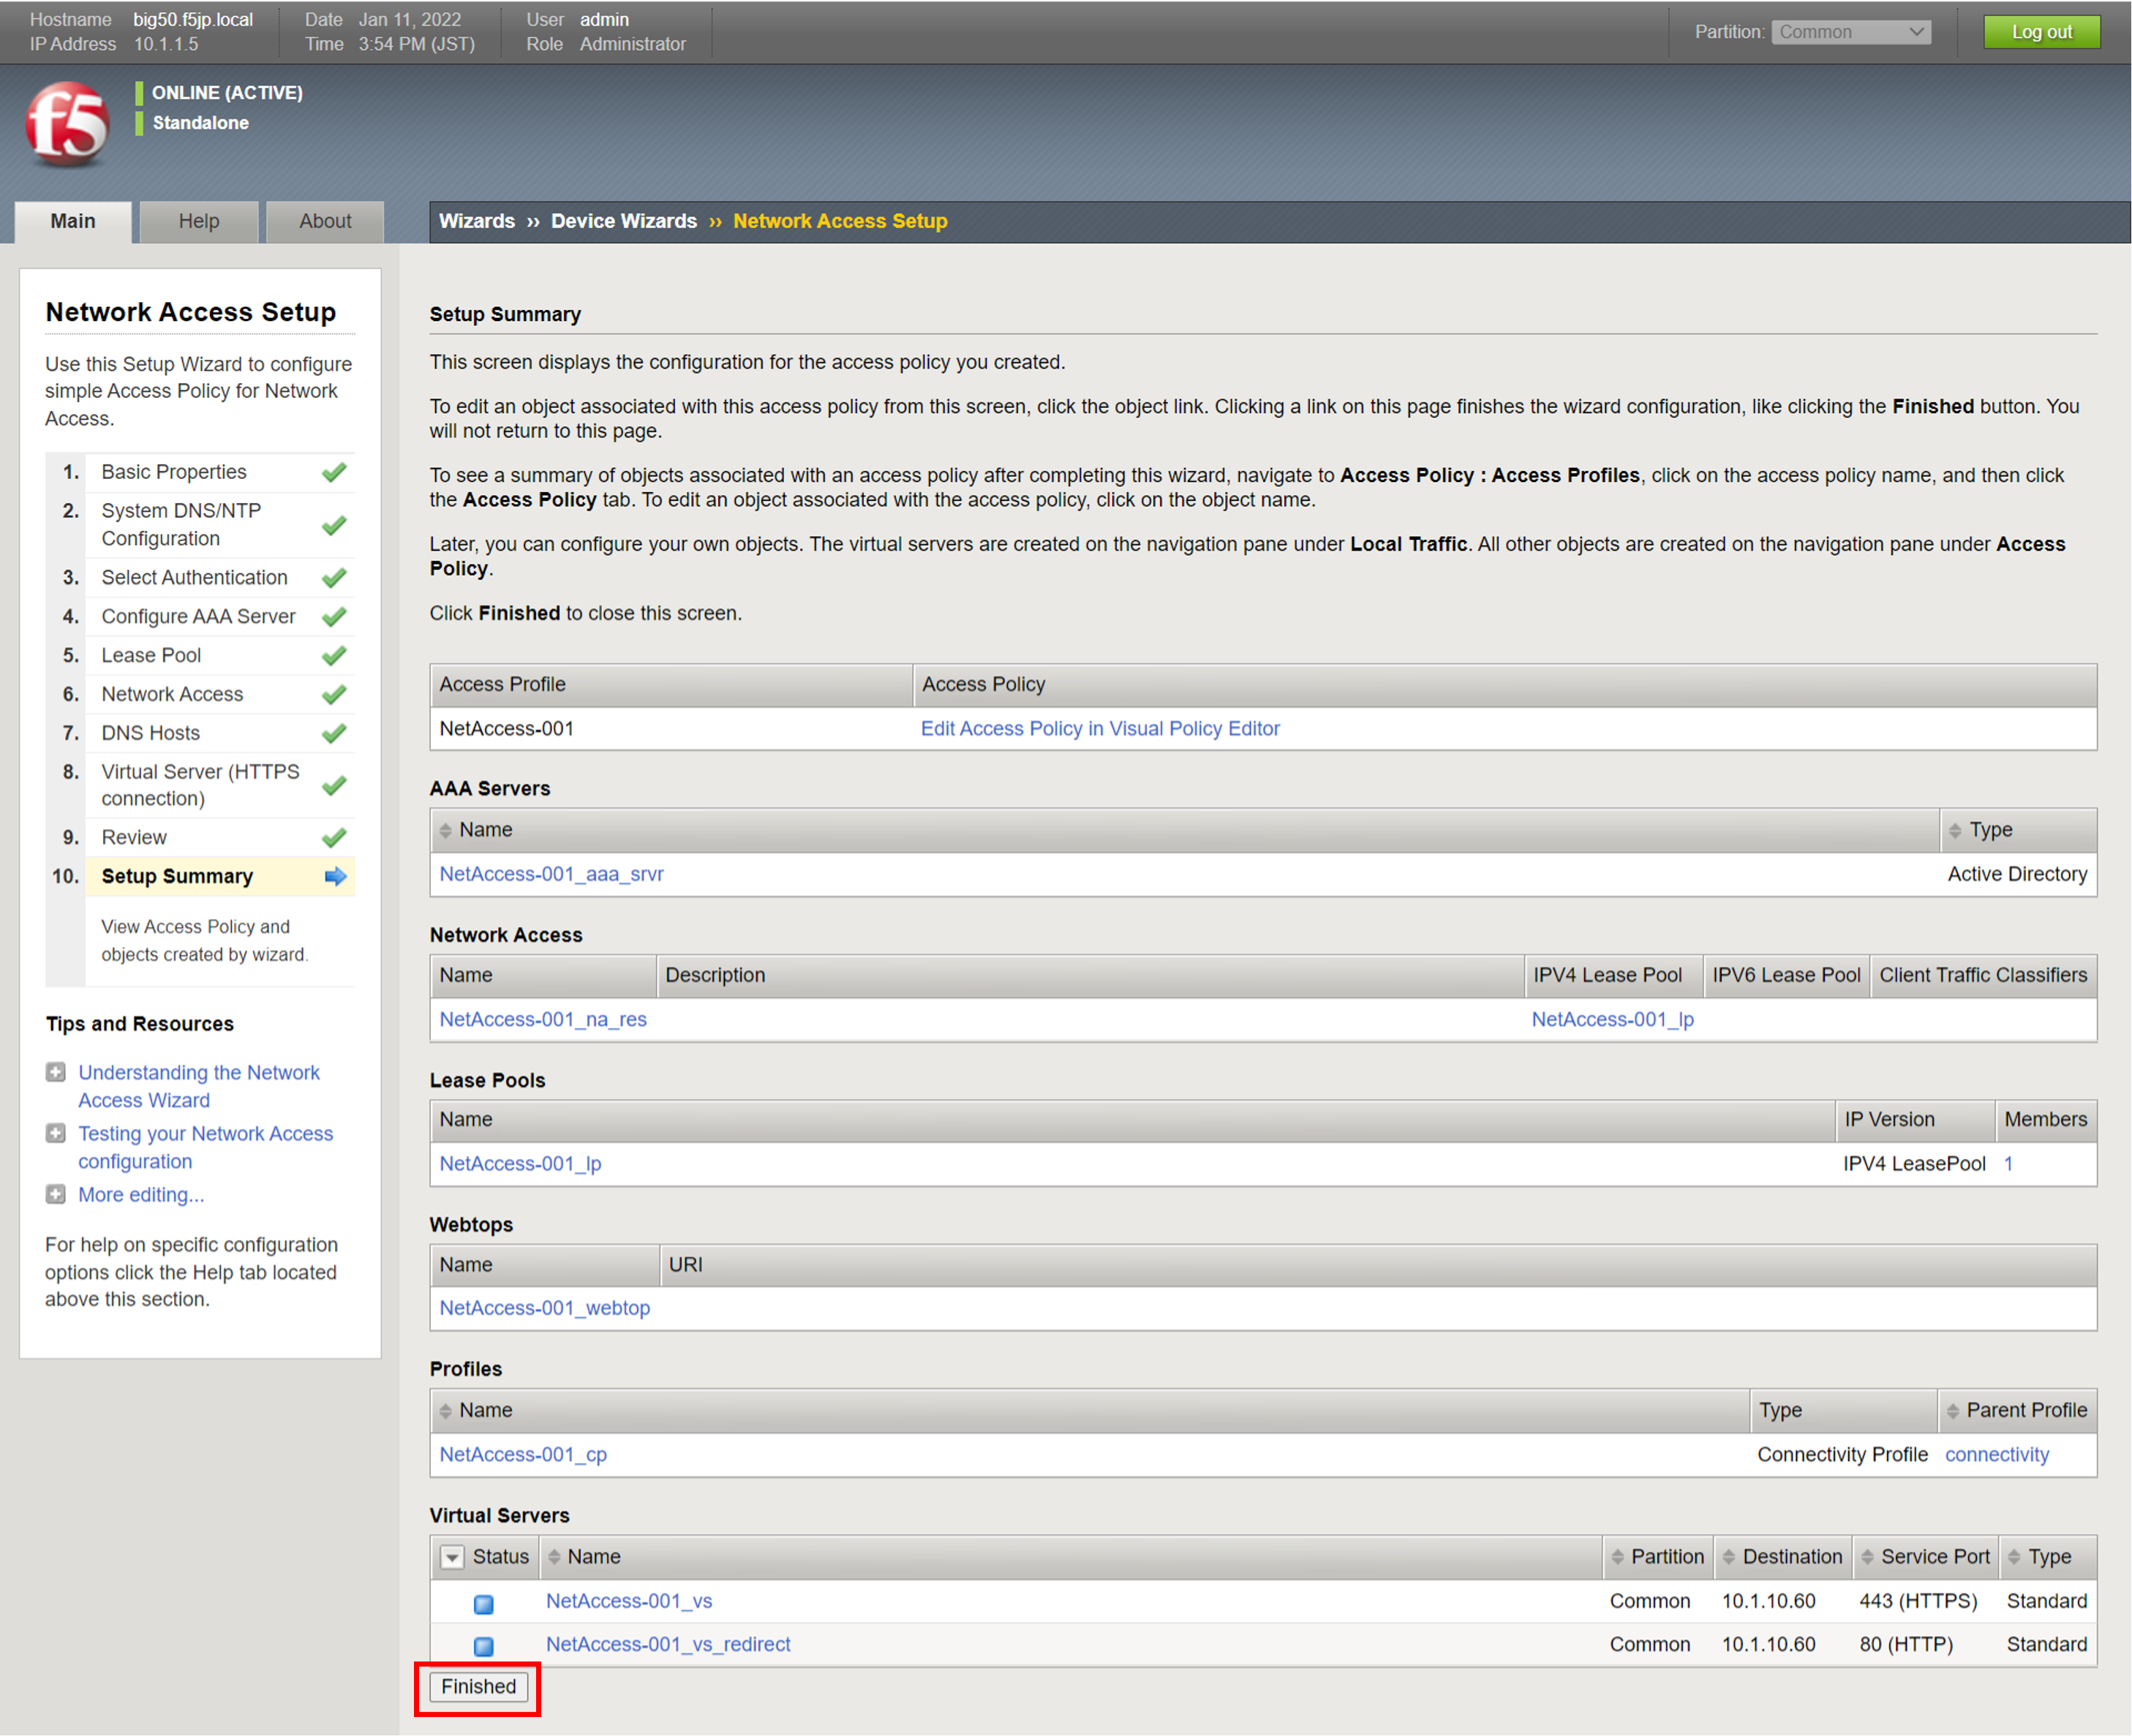 Hostname big50.f5jp.local Date Jan 11, 2022 User admin
IP Address 10.1.1.5 Time 3:54 PM (JST) Role Administrator
Partition: Common Log out
f5
ONLINE (ACTIVE)
Standalone
Main Help About
Wizards ›› Device Wizards ›› Network Access Setup
Network Access Setup
Use this Setup Wizard to configure
simple Access Policy for Network
Access.
1. Basic Properties
2. System DNS/NTP
Configuration
3. Select Authentication
4. Configure AAA Server
5. Lease Pool
6. Network Access
7. DNS Hosts
8. Virtual Server (HTTPS
connection)
9. Review
10. Setup Summary
View Access Policy and
objects created by wizard.
Tips and Resources
Understanding the Network
Access Wizard
Testing your Network Access
configuration
More editing...
For help on specific configuration
options click the Help tab located
above this section.
Setup Summary
This screen displays the configuration for the access policy you created.
To edit an object associated with this access policy from this screen, click the object link. Clicking a link on this page finishes the wizard configuration, like clicking the Finished button. You
will not return to this page.
To see a summary of objects associated with an access policy after completing this wizard, navigate to Access Policy : Access Profiles, click on the access policy name, and then click
the Access Policy tab. To edit an object associated with the access policy, click on the object name.
Later, you can configure your own objects. The virtual servers are created on the navigation pane under Local Traffic. All other objects are created on the navigation pane under Access
Policy.
Click Finished to close this screen.
Access Profile Access Policy
NetAccess-001 Edit Access Policy in Visual Policy Editor
AAA Servers
Name Type
NetAccess-001_aaa_srvr Active Directory
Network Access
Name Description IPV4 Lease Pool IPV6 Lease Pool Client Traffic Classifiers
NetAccess-001_na_res NetAccess-001_lp
Lease Pools
Name IP Version Members
NetAccess-001_lp IPV4 LeasePool 1
Webtops
Name URI
NetAccess-001_webtop
Profiles
Name Type Parent Profile
NetAccess-001_cp Connectivity Profile connectivity
Virtual Servers
Status Name Partition Destination Service Port Type
NetAccess-001_vs Common 10.1.10.60 443 (HTTPS) Standard
NetAccess-001_vs_redirect Common 10.1.10.60 80 (HTTP) Standard
Finished